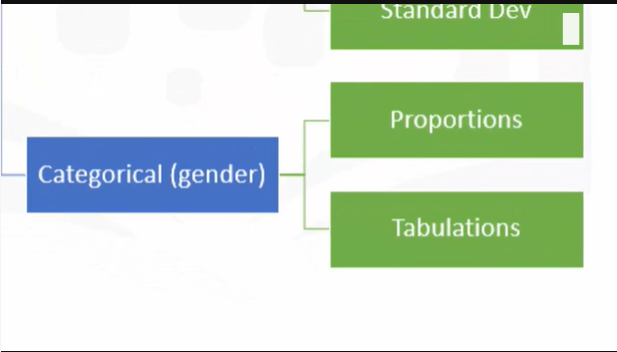 Standard Dev
Proportions
Categorical (gender)
Tabulations